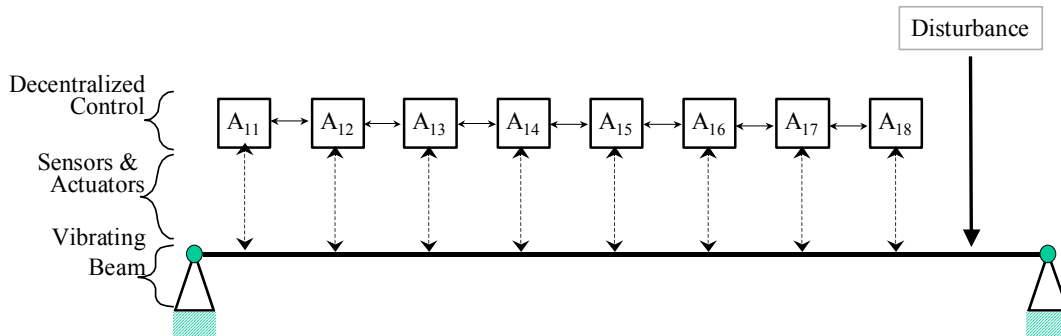 Disturbance
Decentralized
Control
A11 A12 A13 A14 A15 A16 A17 A18
Sensors &
Actuators
Vibrating
Beam